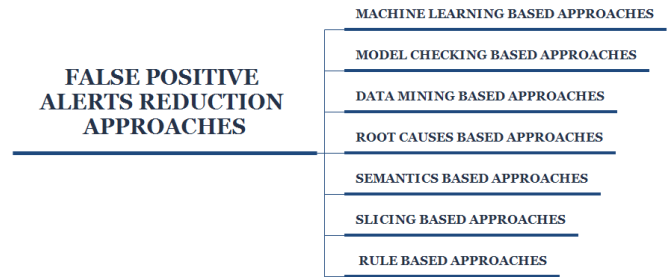 FALSE POSITIVE
ALERTS REDUCTION
APPROACHES
MACHINE LEARNING BASED APPROACHES
MODEL CHECKING BASED APPROACHES
DATA MINING BASED APPROACHES
ROOT CAUSES BASED APPROACHES
SEMANTICS BASED APPROACHES
SLICING BASED APPROACHES
RULE BASED APPROACHES